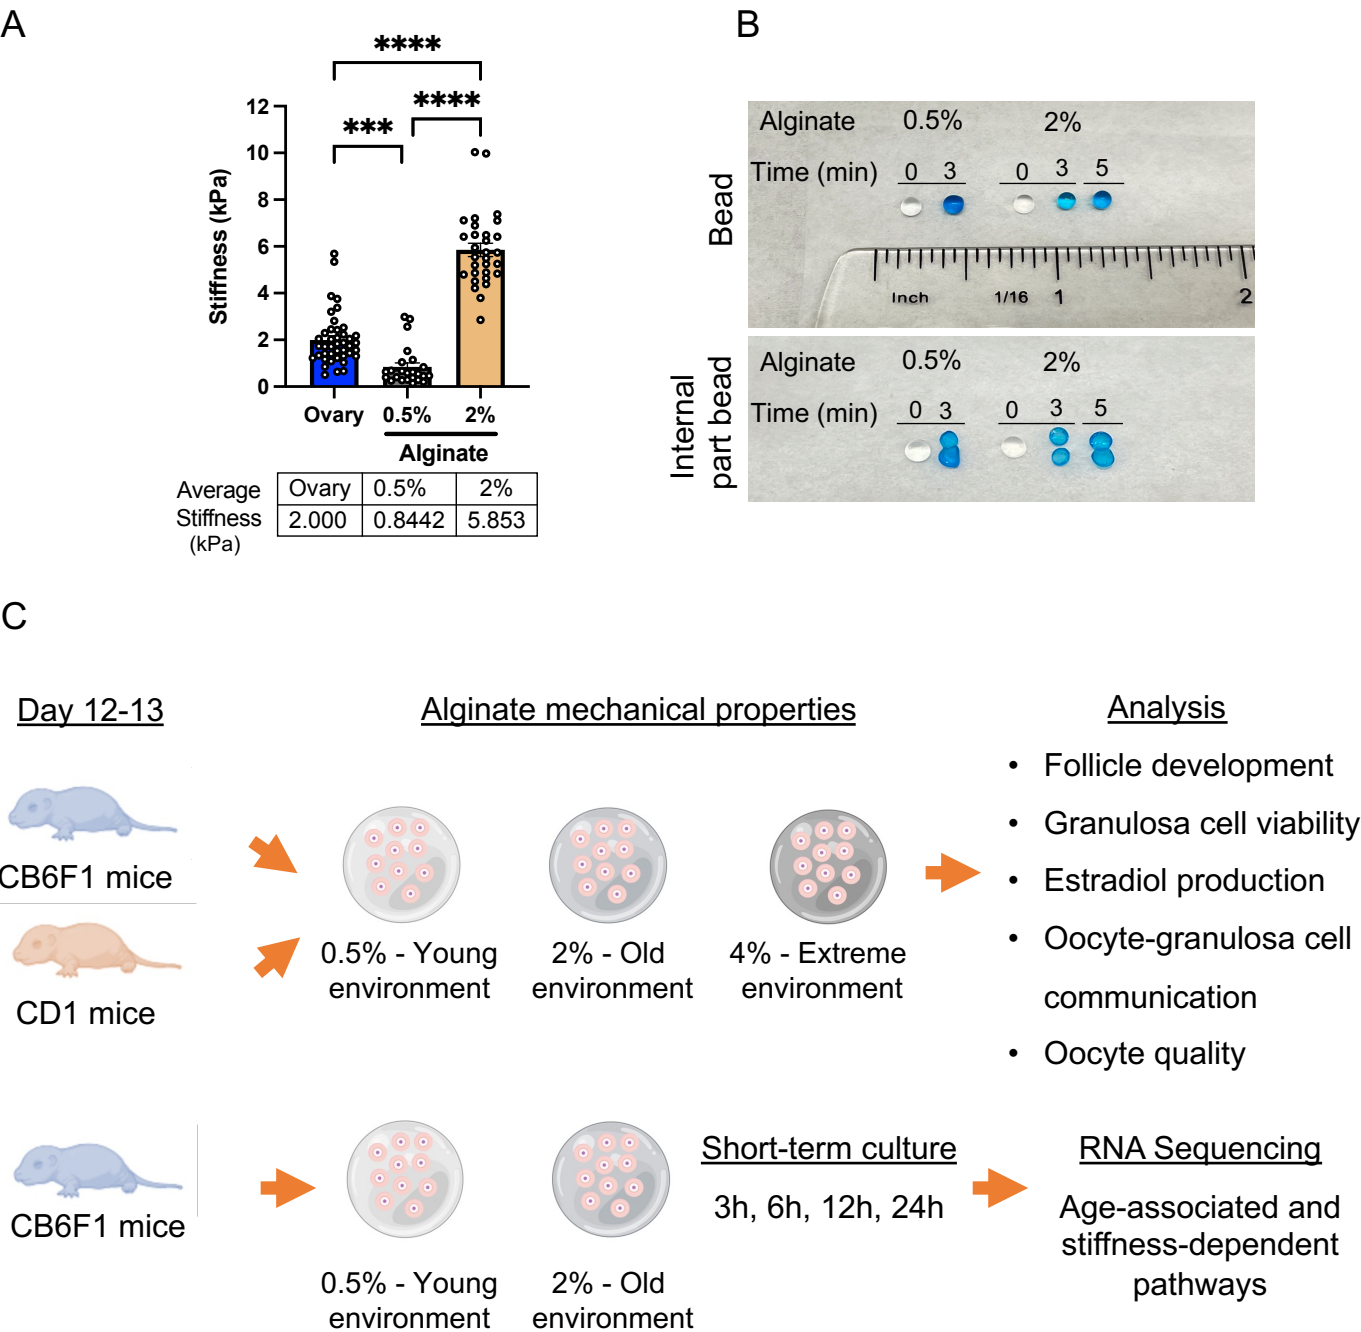 A
****
****
***
12
10
8
6
4
2
0
Stiffness (kPa)
Ovary 0.5% 2%
Alginate
Average
Stiffness
(kPa)
Ovary 0.5% 2%
2.000 0.8442 5.853
B
Bead
Alginate 0.5% 2%
Time (min) 0 3 0 3 5
Inch 1/16 1 2
Internal
part bead
Alginate 0.5% 2%
Time (min) 0 3 0 3 5
C
Day 12-13
CB6F1 mice
CD1 mice
Alginate mechanical properties
0.5% - Young
environment
2% - Old
environment
4% - Extreme
environment
Analysis
• Follicle development
• Granulosa cell viability
• Estradiol production
• Oocyte-granulosa cell
communication
• Oocyte quality
CB6F1 mice
0.5% - Young
environment
2% - Old
environment
Short-term culture
3h, 6h, 12h, 24h
RNA Sequencing
Age-associated and
stiffness-dependent
pathways